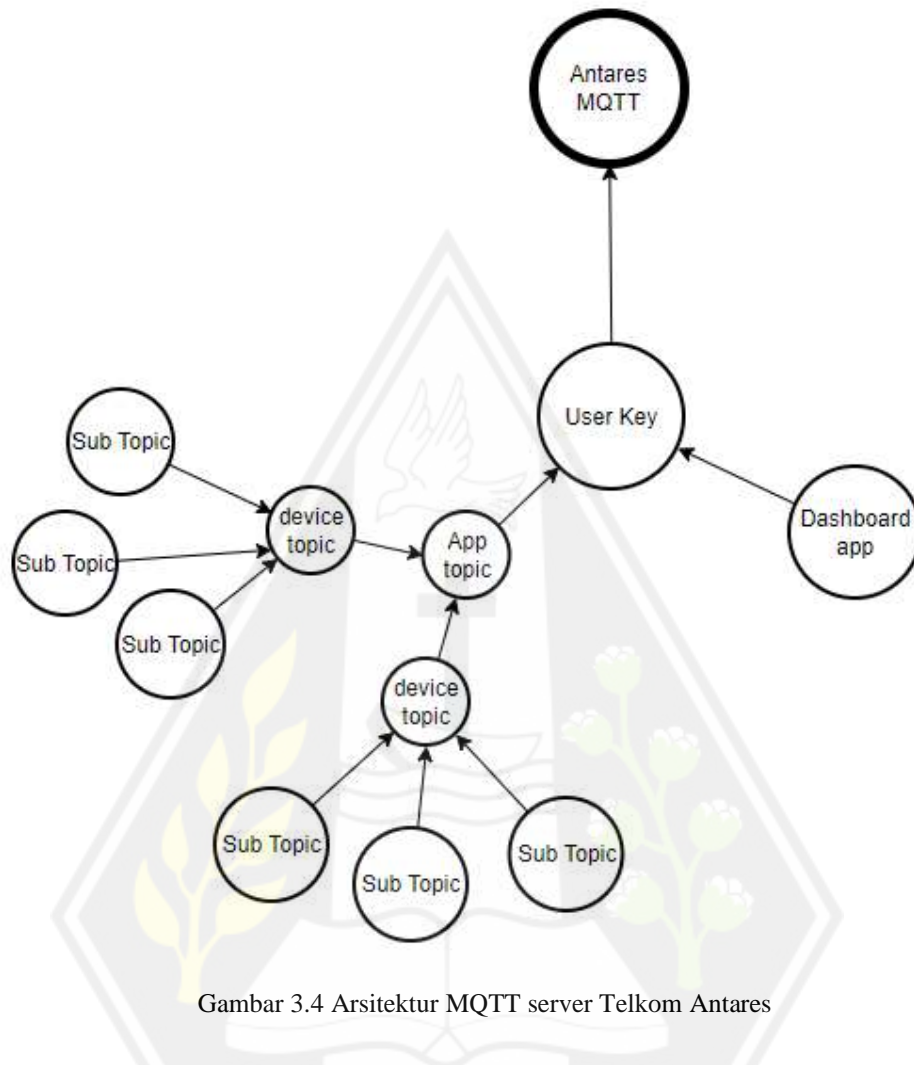 Antares
MQTT
User Key
Sub Topic
device
topic
App
topic
Dashboard
app
Sub Topic
Sub Topic
device
topic
Sub Topic
Sub Topic
Sub Topic
Gambar 3.4 Arsitektur MQTT server Telkom Antares